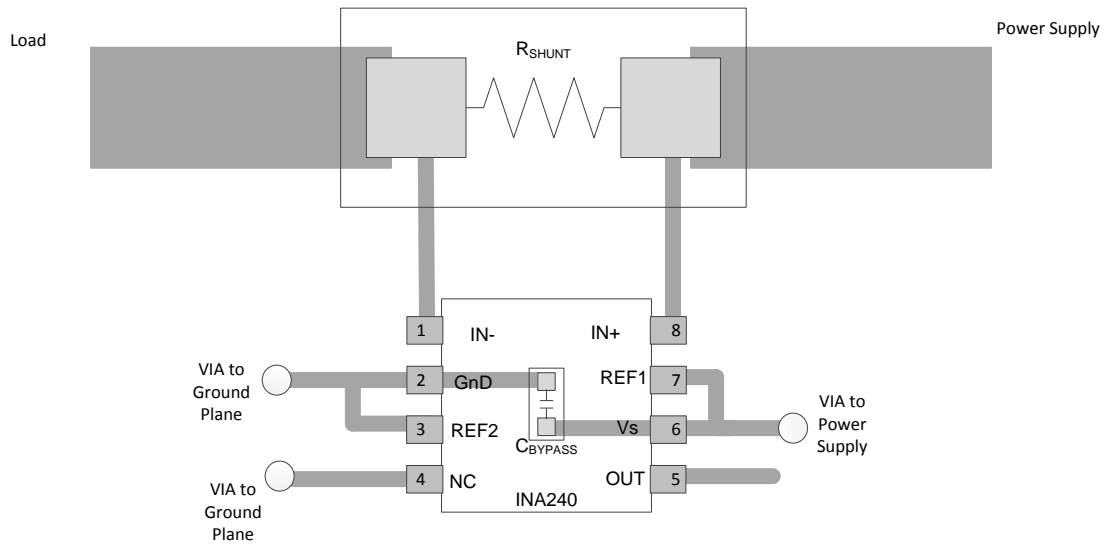 Load
Power Supply
RSHUNT
1
IN-
IN+
8
VIA to
Ground
Plane
2
GnD
REF1
7
VIA to
Power
Supply
3
REF2
Vs
6
CBYPASS
4
NC
OUT
5
VIA to
Ground
Plane
INA240